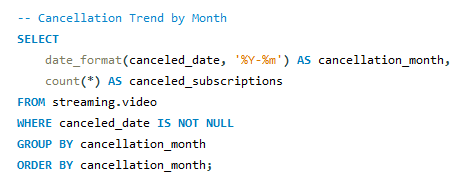 -- Cancellation Trend by Month
SELECT
    date_format(canceled_date, '%Y-%m') AS cancellation_month,
    count(*) AS canceled_subscriptions
FROM streaming.video
WHERE canceled_date IS NOT NULL
GROUP BY cancellation_month
ORDER BY cancellation_month;